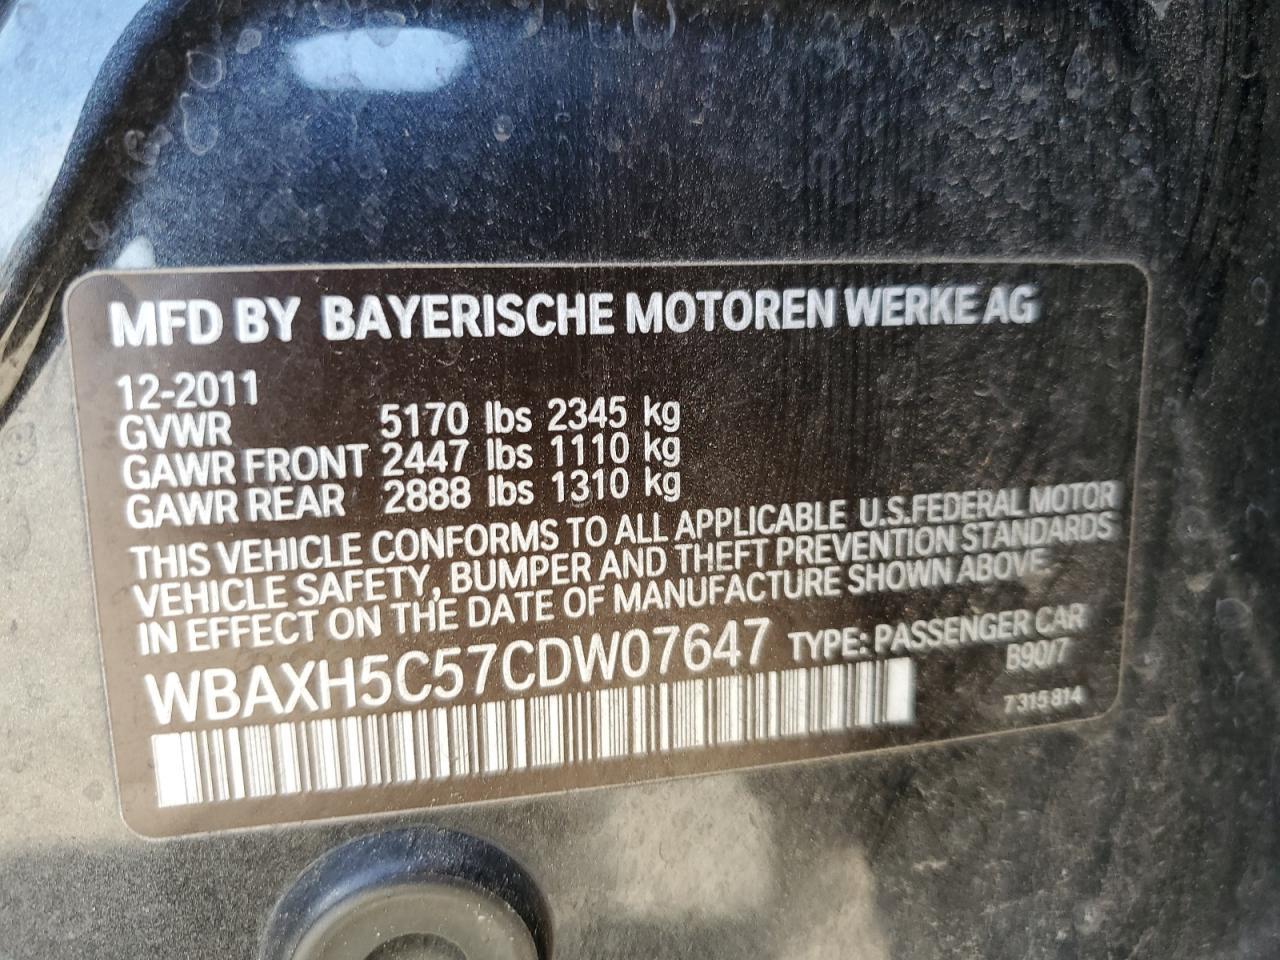 MFD BY BAYERISCHE MOTOREN WERKE AG
12-2011
GVWR 5170 lbs 2345 kg
GAWR FRONT 2447 lbs 1110 kg
GAWR REAR 2888 lbs 1310 kg
THIS VEHICLE CONFORMS TO ALL APPLICABLE U.S.FEDERAL MOTOR
VEHICLE SAFETY, BUMPER AND THEFT PREVENTION STANDARDS
IN EFFECT ON THE DATE OF MANUFACTURE SHOWN ABOVE.
WBAXH5C57CDW07647 TYPE: PASSENGER CAR
B90/7
7 315 814